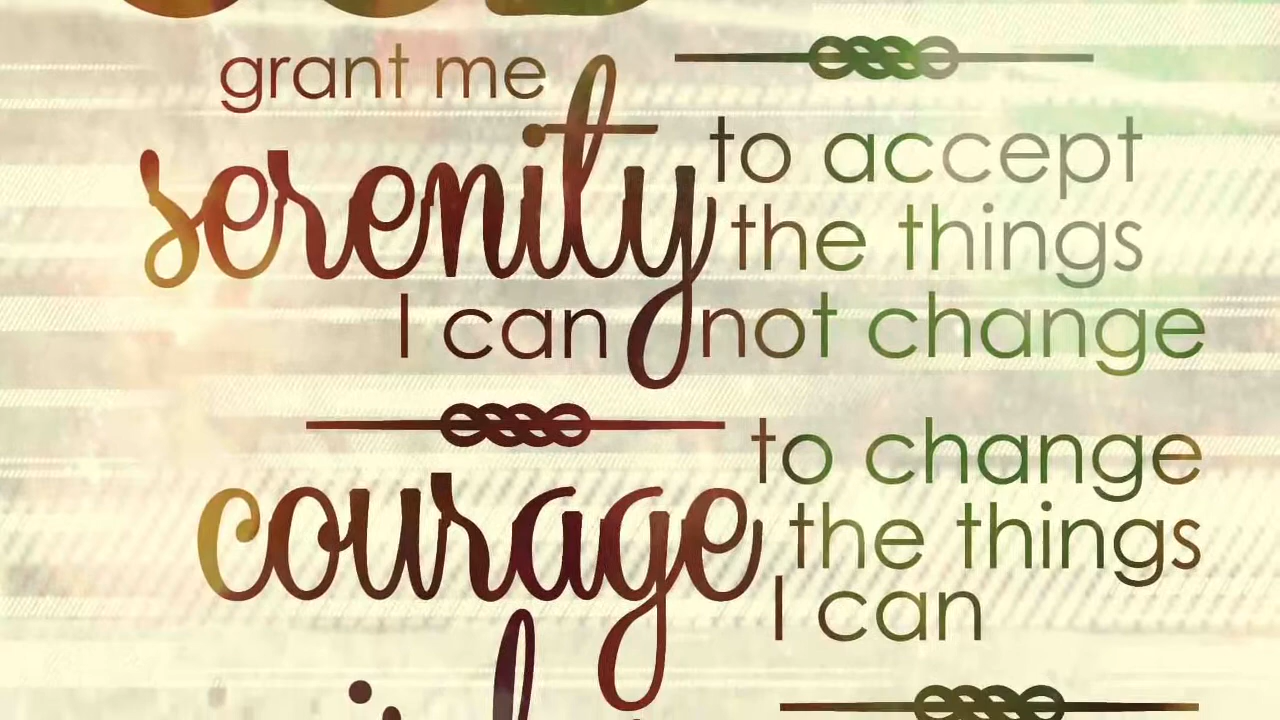 grant me
serenity
to accept
the things
I can not change
courage
to change
the things
I can